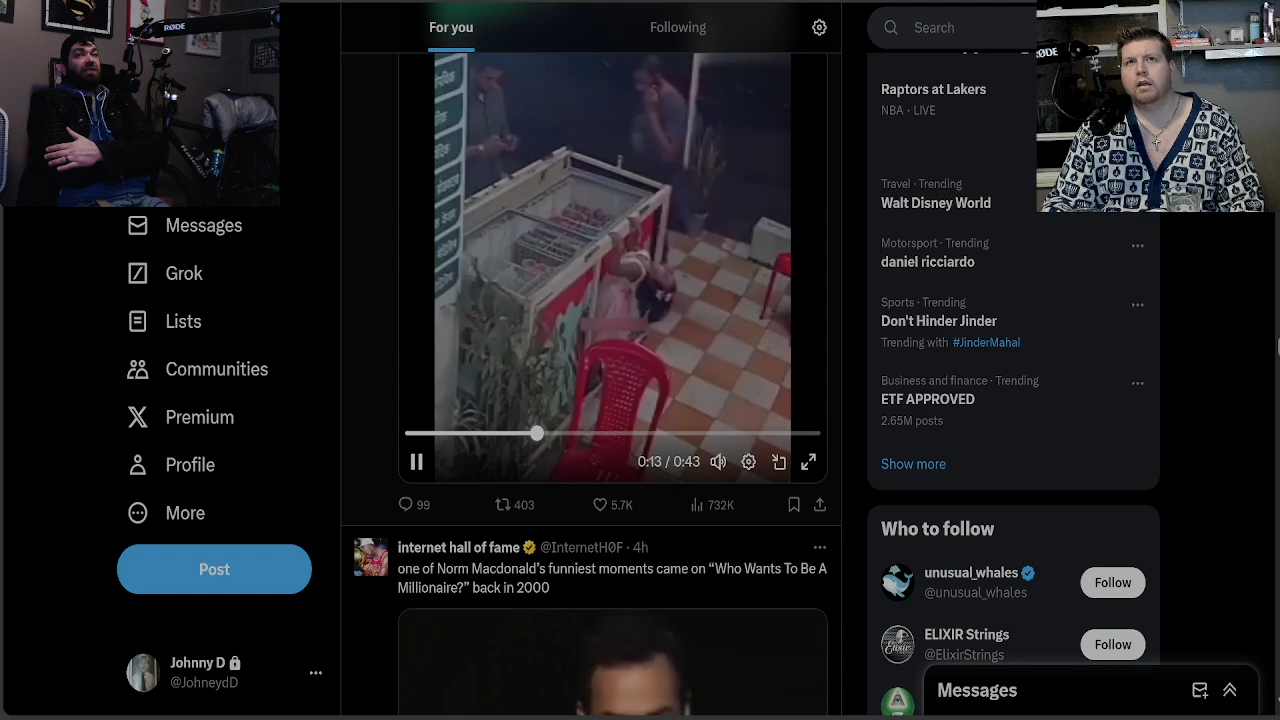 RØDE
For you
Following
Search
RØDE
Raptors at Lakers
NBA · LIVE
Travel · Trending
Walt Disney World
Motorsport · Trending
daniel ricciardo
Sports · Trending
Don't Hinder Jinder
Trending with #JinderMahal
Business and finance · Trending
ETF APPROVED
2.65M posts
Show more
Messages
Grok
Lists
Communities
Premium
Profile
More
Post
Johnny D
@JohneydD
0:13 / 0:43
99
403
5.7K
732K
internet hall of fame @InternetH0F · 4h
one of Norm Macdonald's funniest moments came on “Who Wants To Be A
Millionaire?” back in 2000
Who to follow
unusual_whales
@unusual_whales
Follow
ELIXIR Strings
@ElixirStrings
Follow
Messages